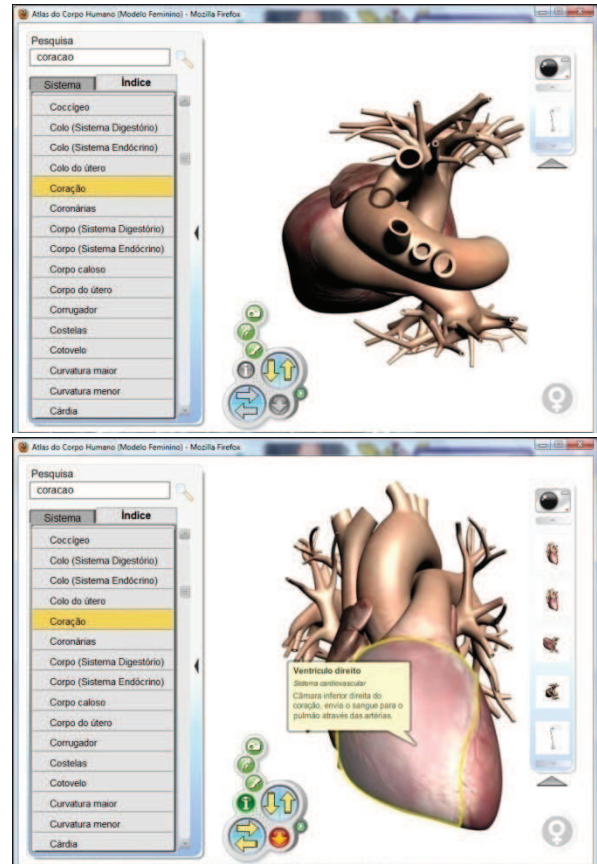 Atlas do Corpo Humano (Modelo Feminino) - Mozilla Firefox
Pesquisa
coracao
Sistema Índice
Coccígeo
Colo (Sistema Digestório)
Colo (Sistema Endócrino)
Colo do útero
Coração
Coronárias
Corpo (Sistema Digestório)
Corpo (Sistema Endócrino)
Corpo caloso
Corpo do útero
Corrugador
Costelas
Cotovelo
Curvatura maior
Curvatura menor
Cárdia
Atlas do Corpo Humano (Modelo Feminino) - Mozilla Firefox
Pesquisa
coracao
Sistema Índice
Coccígeo
Colo (Sistema Digestório)
Colo (Sistema Endócrino)
Colo do útero
Coração
Coronárias
Corpo (Sistema Digestório)
Corpo (Sistema Endócrino)
Corpo caloso
Corpo do útero
Corrugador
Costelas
Cotovelo
Curvatura maior
Curvatura menor
Cárdia
Ventrículo direito
Sistema cardiovascular
Câmara inferior direita do
coração, envia o sangue para o
pulmão através das artérias.